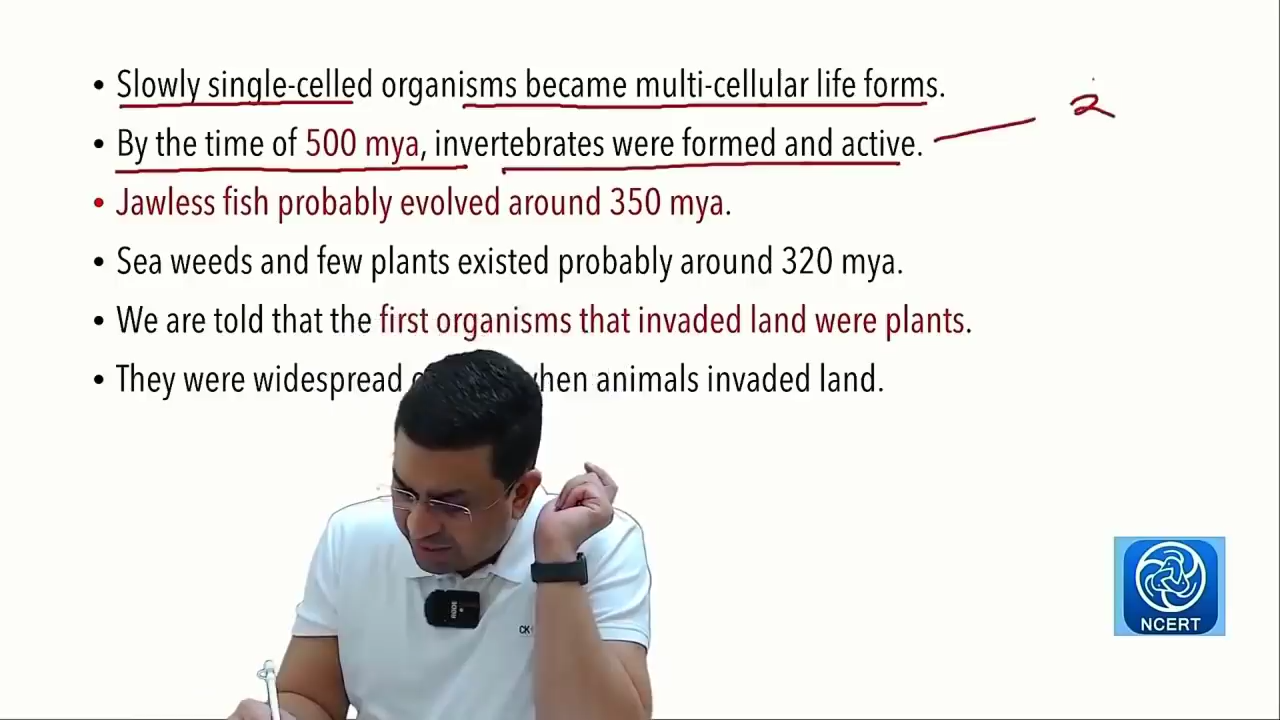 • Slowly single-celled organisms became multi-cellular life forms.
• By the time of 500 mya, invertebrates were formed and active.
2
• Jawless fish probably evolved around 350 mya.
• Sea weeds and few plants existed probably around 320 mya.
• We are told that the first organisms that invaded land were plants.
• They were widespread when animals invaded land.
RODE
CK
NCERT